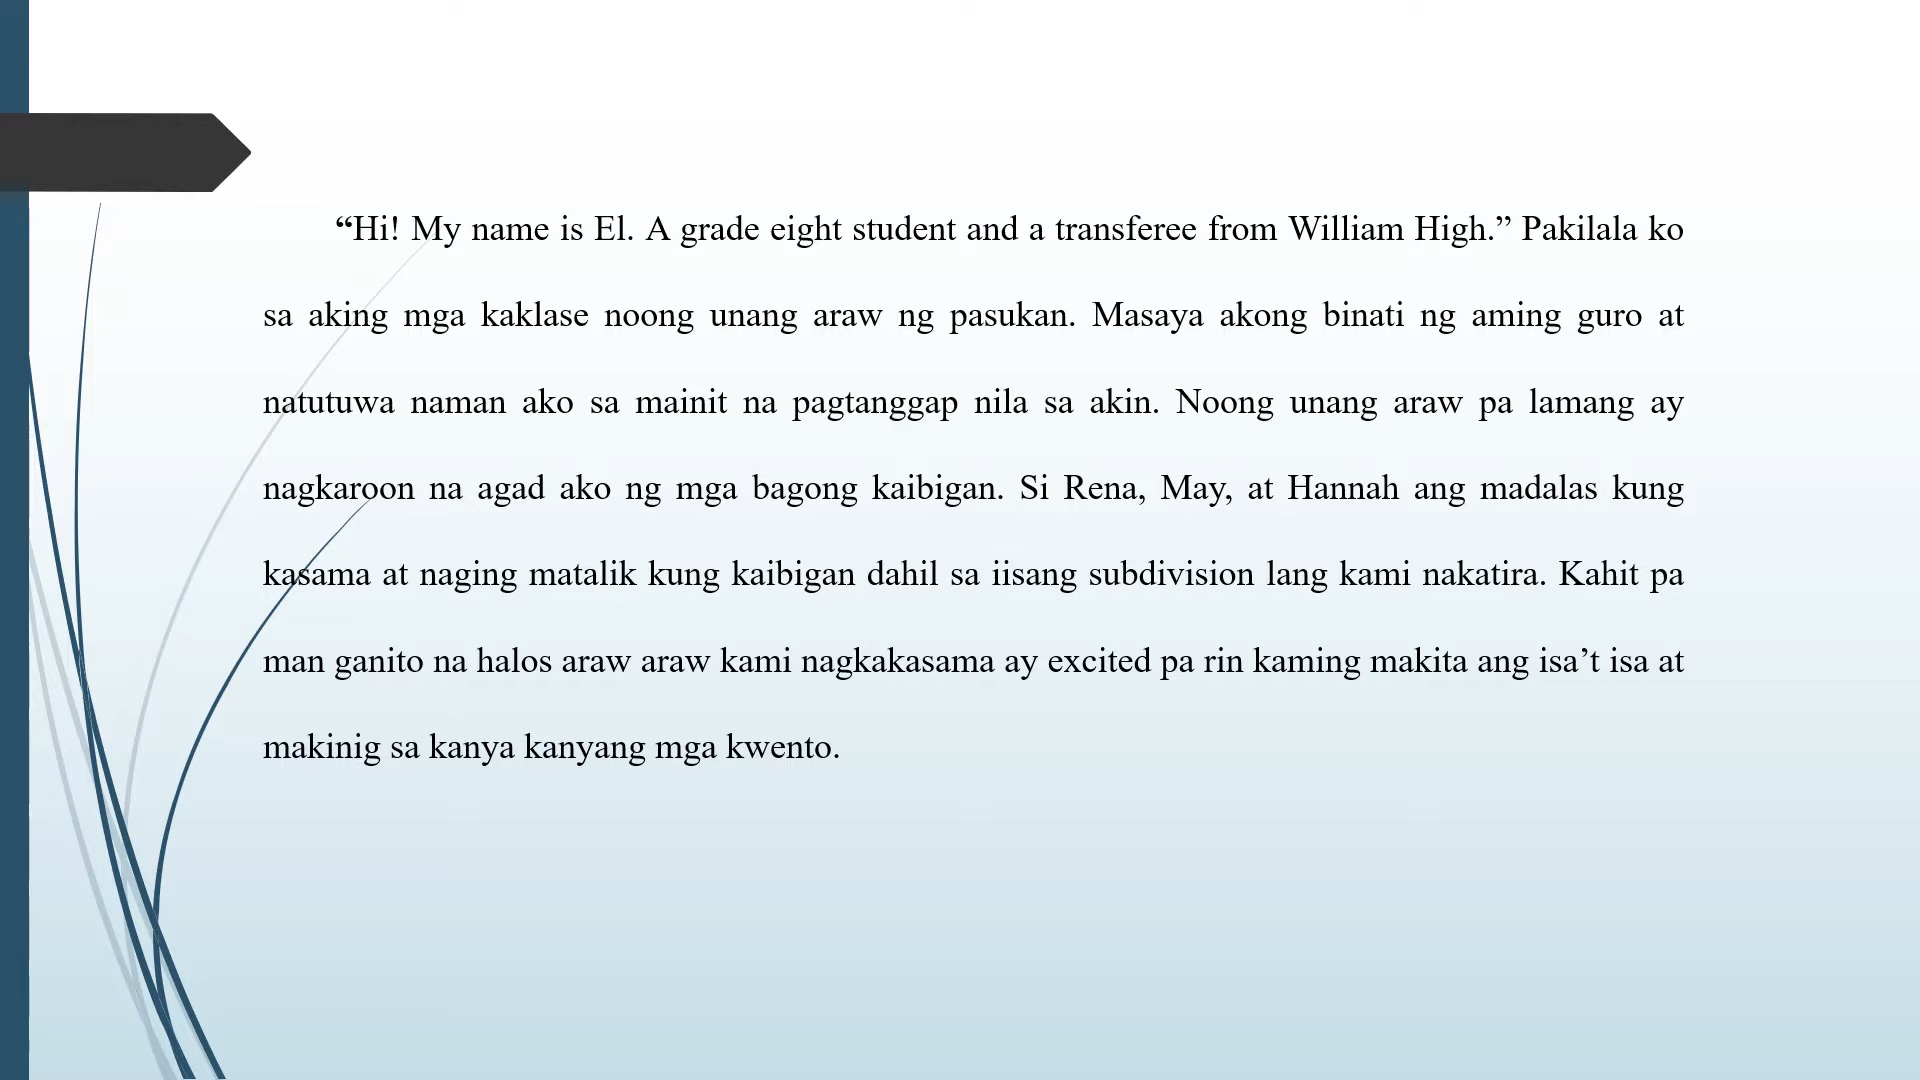 “Hi! My name is El. A grade eight student and a transferee from William High.” Pakilala ko
sa aking mga kaklase noong unang araw ng pasukan. Masaya akong binati ng aming guro at
natutuwa naman ako sa mainit na pagtanggap nila sa akin. Noong unang araw pa lamang ay
nagkaroon na agad ako ng mga bagong kaibigan. Si Rena, May, at Hannah ang madalas kung
kasama at naging matalik kung kaibigan dahil sa iisang subdivision lang kami nakatira. Kahit pa
man ganito na halos araw araw kami nagkakasama ay excited pa rin kaming makita ang isa’t isa at
makinig sa kanya kanyang mga kwento.